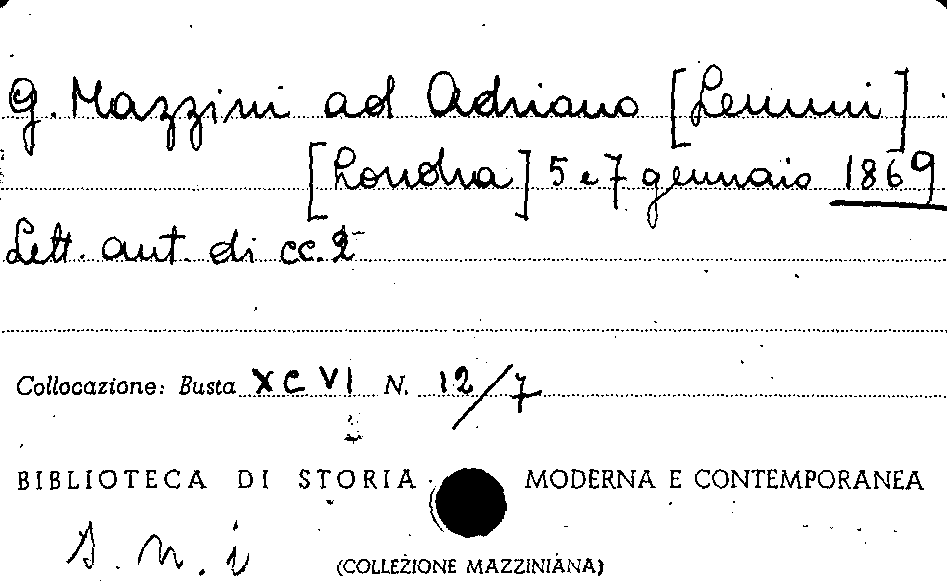 G. Mazzini ad Adriano [Lemmi]
[Londra] 5 e 7 gennaio 1869
Lett. aut. di cc. 2
Collocazione: Busta XCVI N. 12/7
BIBLIOTECA DI STORIA MODERNA E CONTEMPORANEA
s. n. i
(COLLEZIONE MAZZINIANA)